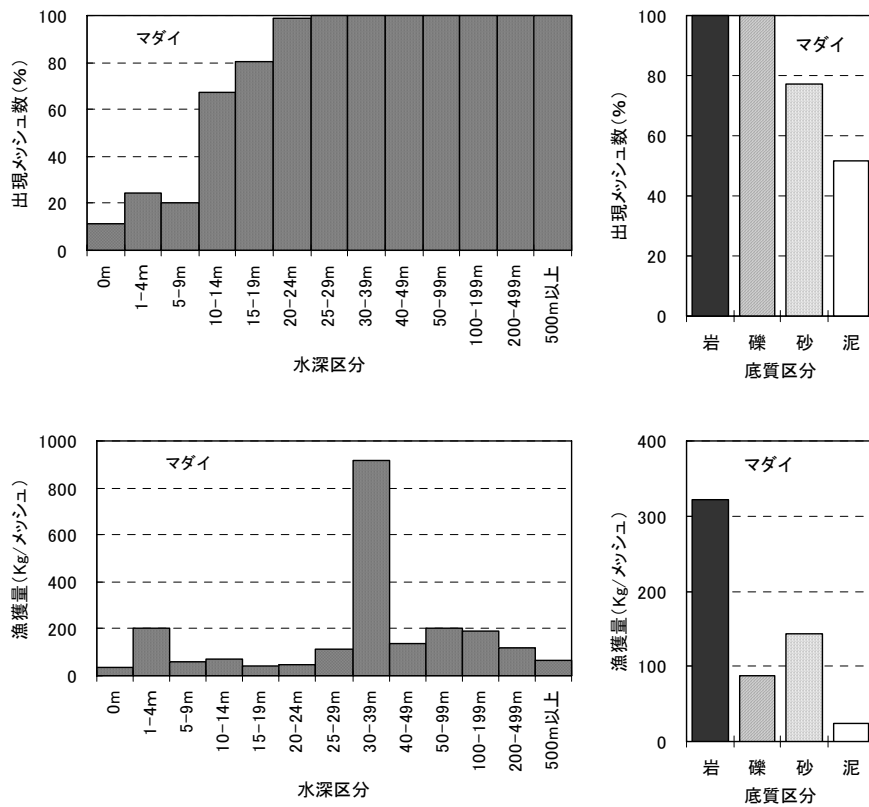 マダイ
出現メッシュ数(%)
100
80
60
40
20
0
0m
1-4m
5-9m
10-14m
15-19m
20-24m
25-29m
30-39m
40-49m
50-99m
100-199m
200-499m
500m以上
水深区分
マダイ
出現メッシュ数(%)
100
80
60
40
20
0
岩 礫 砂 泥
底質区分
マダイ
漁獲量(Kg/メッシュ)
1000
800
600
400
200
0
0m
1-4m
5-9m
10-14m
15-19m
20-24m
25-29m
30-39m
40-49m
50-99m
100-199m
200-499m
500m以上
水深区分
マダイ
漁獲量(Kg/メッシュ)
400
300
200
100
0
岩 礫 砂 泥
底質区分